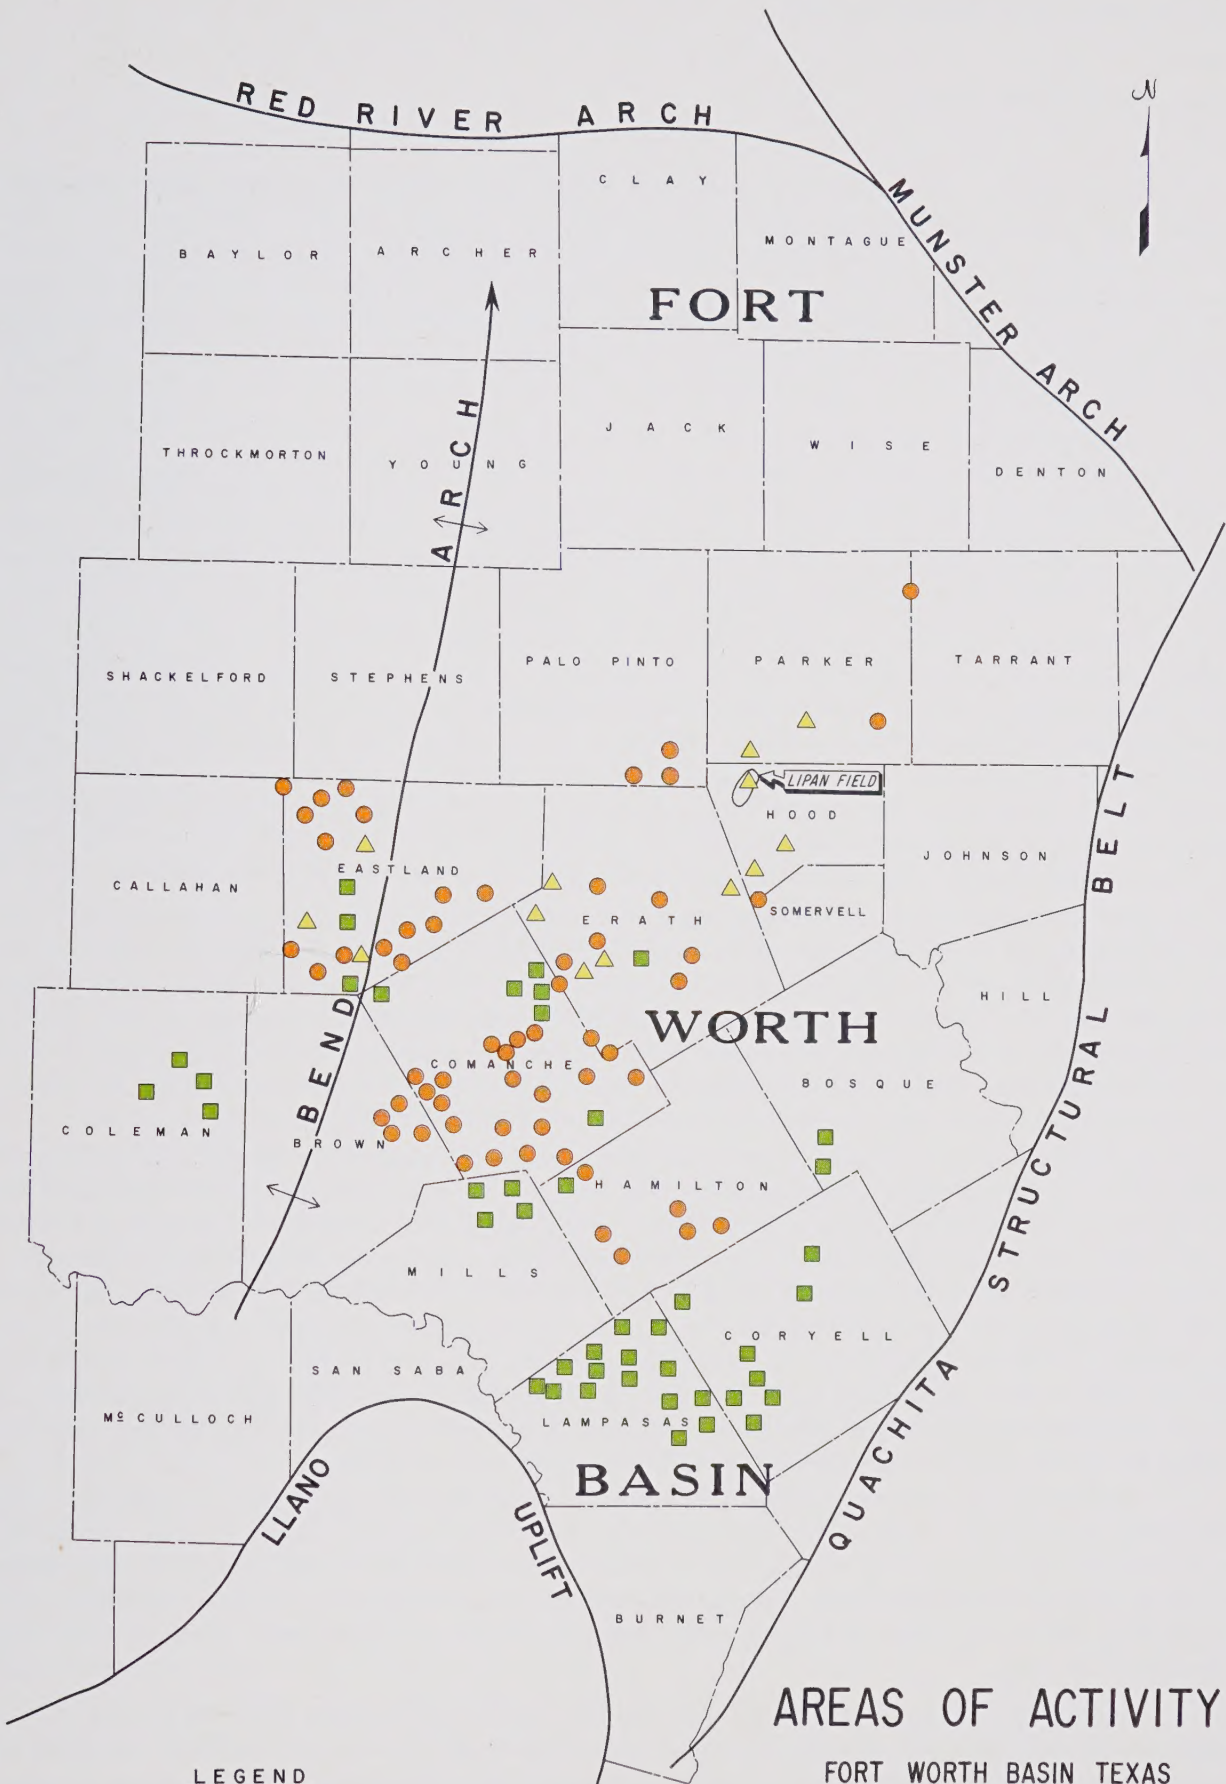 RED RIVER ARCH
N
CLAY
MUNSTER ARCH
MONTAGUE
BAYLOR
ARCHER
FORT
JACK
WISE
THROCKMORTON
YOUNG
DENTON
BEND ARCH
PALO PINTO
PARKER
TARRANT
SHACKELFORD
STEPHENS
LIPAN FIELD
HOOD
JOHNSON
EASTLAND
CALLAHAN
SOMERVELL
ERATH
HILL
WORTH
COMANCHE
BOSQUE
COLEMAN
BROWN
HAMILTON
QUACHITA STRUCTURAL BELT
MILLS
CORYELL
SAN SABA
Mc CULLOCH
LAMPASAS
BASIN
LLANO UPLIFT
BURNET
AREAS OF ACTIVITY
FORT WORTH BASIN TEXAS
LEGEND